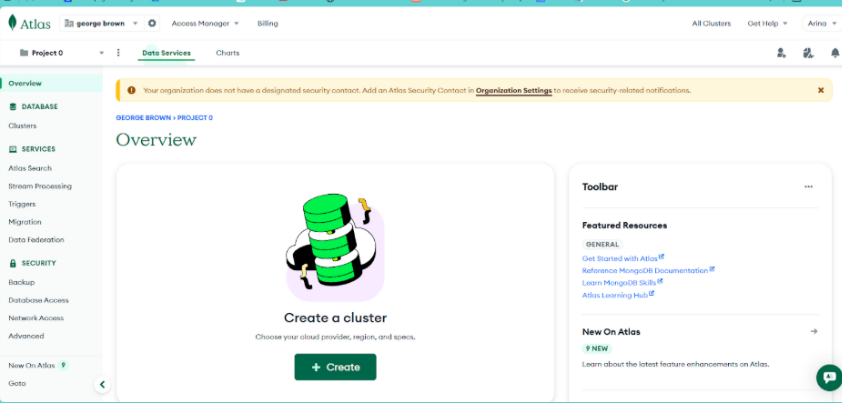 Atlas
george brown
Access Manager
Billing
All Clusters
Get Help
Arina
Project 0
Data Services
Charts
Overview
DATABASE
Clusters
SERVICES
Atlas Search
Stream Processing
Triggers
Migration
Data Federation
SECURITY
Backup
Database Access
Network Access
Advanced
New On Atlas 9
Goto
Your organization does not have a designated security contact. Add an Atlas Security Contact in Organization Settings to receive security-related notifications.
GEORGE BROWN > PROJECT 0
Overview
Create a cluster
Choose your cloud provider, region, and specs.
+ Create
Toolbar
Featured Resources
GENERAL
Get Started with Atlas
Reference MongoDB Documentation
Learn MongoDB Skills
Atlas Learning Hub
New On Atlas
9 NEW
Learn about the latest feature enhancements on Atlas.